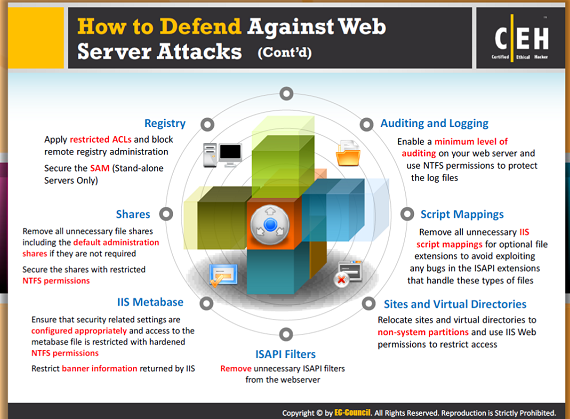 How to Defend Against Web
Server Attacks (Cont'd)
CEH
Certified Ethical Hacker
Registry
Apply restricted ACLs and block
remote registry administration
Secure the SAM (Stand-alone
Servers Only)
Auditing and Logging
Enable a minimum level of
auditing on your web server and
use NTFS permissions to protect
the log files
Shares
Remove all unnecessary file shares
including the default administration
shares if they are not required
Secure the shares with restricted
NTFS permissions
Script Mappings
Remove all unnecessary IIS
script mappings for optional file
extensions to avoid exploiting
any bugs in the ISAPI extensions
that handle these types of files
IIS Metabase
Ensure that security related settings are
configured appropriately and access to the
metabase file is restricted with hardened
NTFS permissions
Restrict banner information returned by IIS
Sites and Virtual Directories
Relocate sites and virtual directories to
non-system partitions and use IIS Web
permissions to restrict access
ISAPI Filters
Remove unnecessary ISAPI filters
from the webserver
Copyright © by EG-Council. All Rights Reserved. Reproduction is Strictly Prohibited.